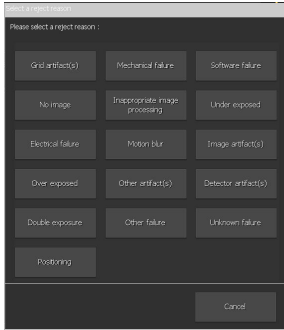 Select a reject reason
Please select a reject reason :
Grid artifact(s)
Mechanical failure
Software failure
No image
Inappropriate image
processing
Under exposed
Electrical failure
Motion blur
Image artifact(s)
Over exposed
Other artifact(s)
Detector artifact(s)
Double exposure
Other failure
Unknown failure
Positioning
Cancel